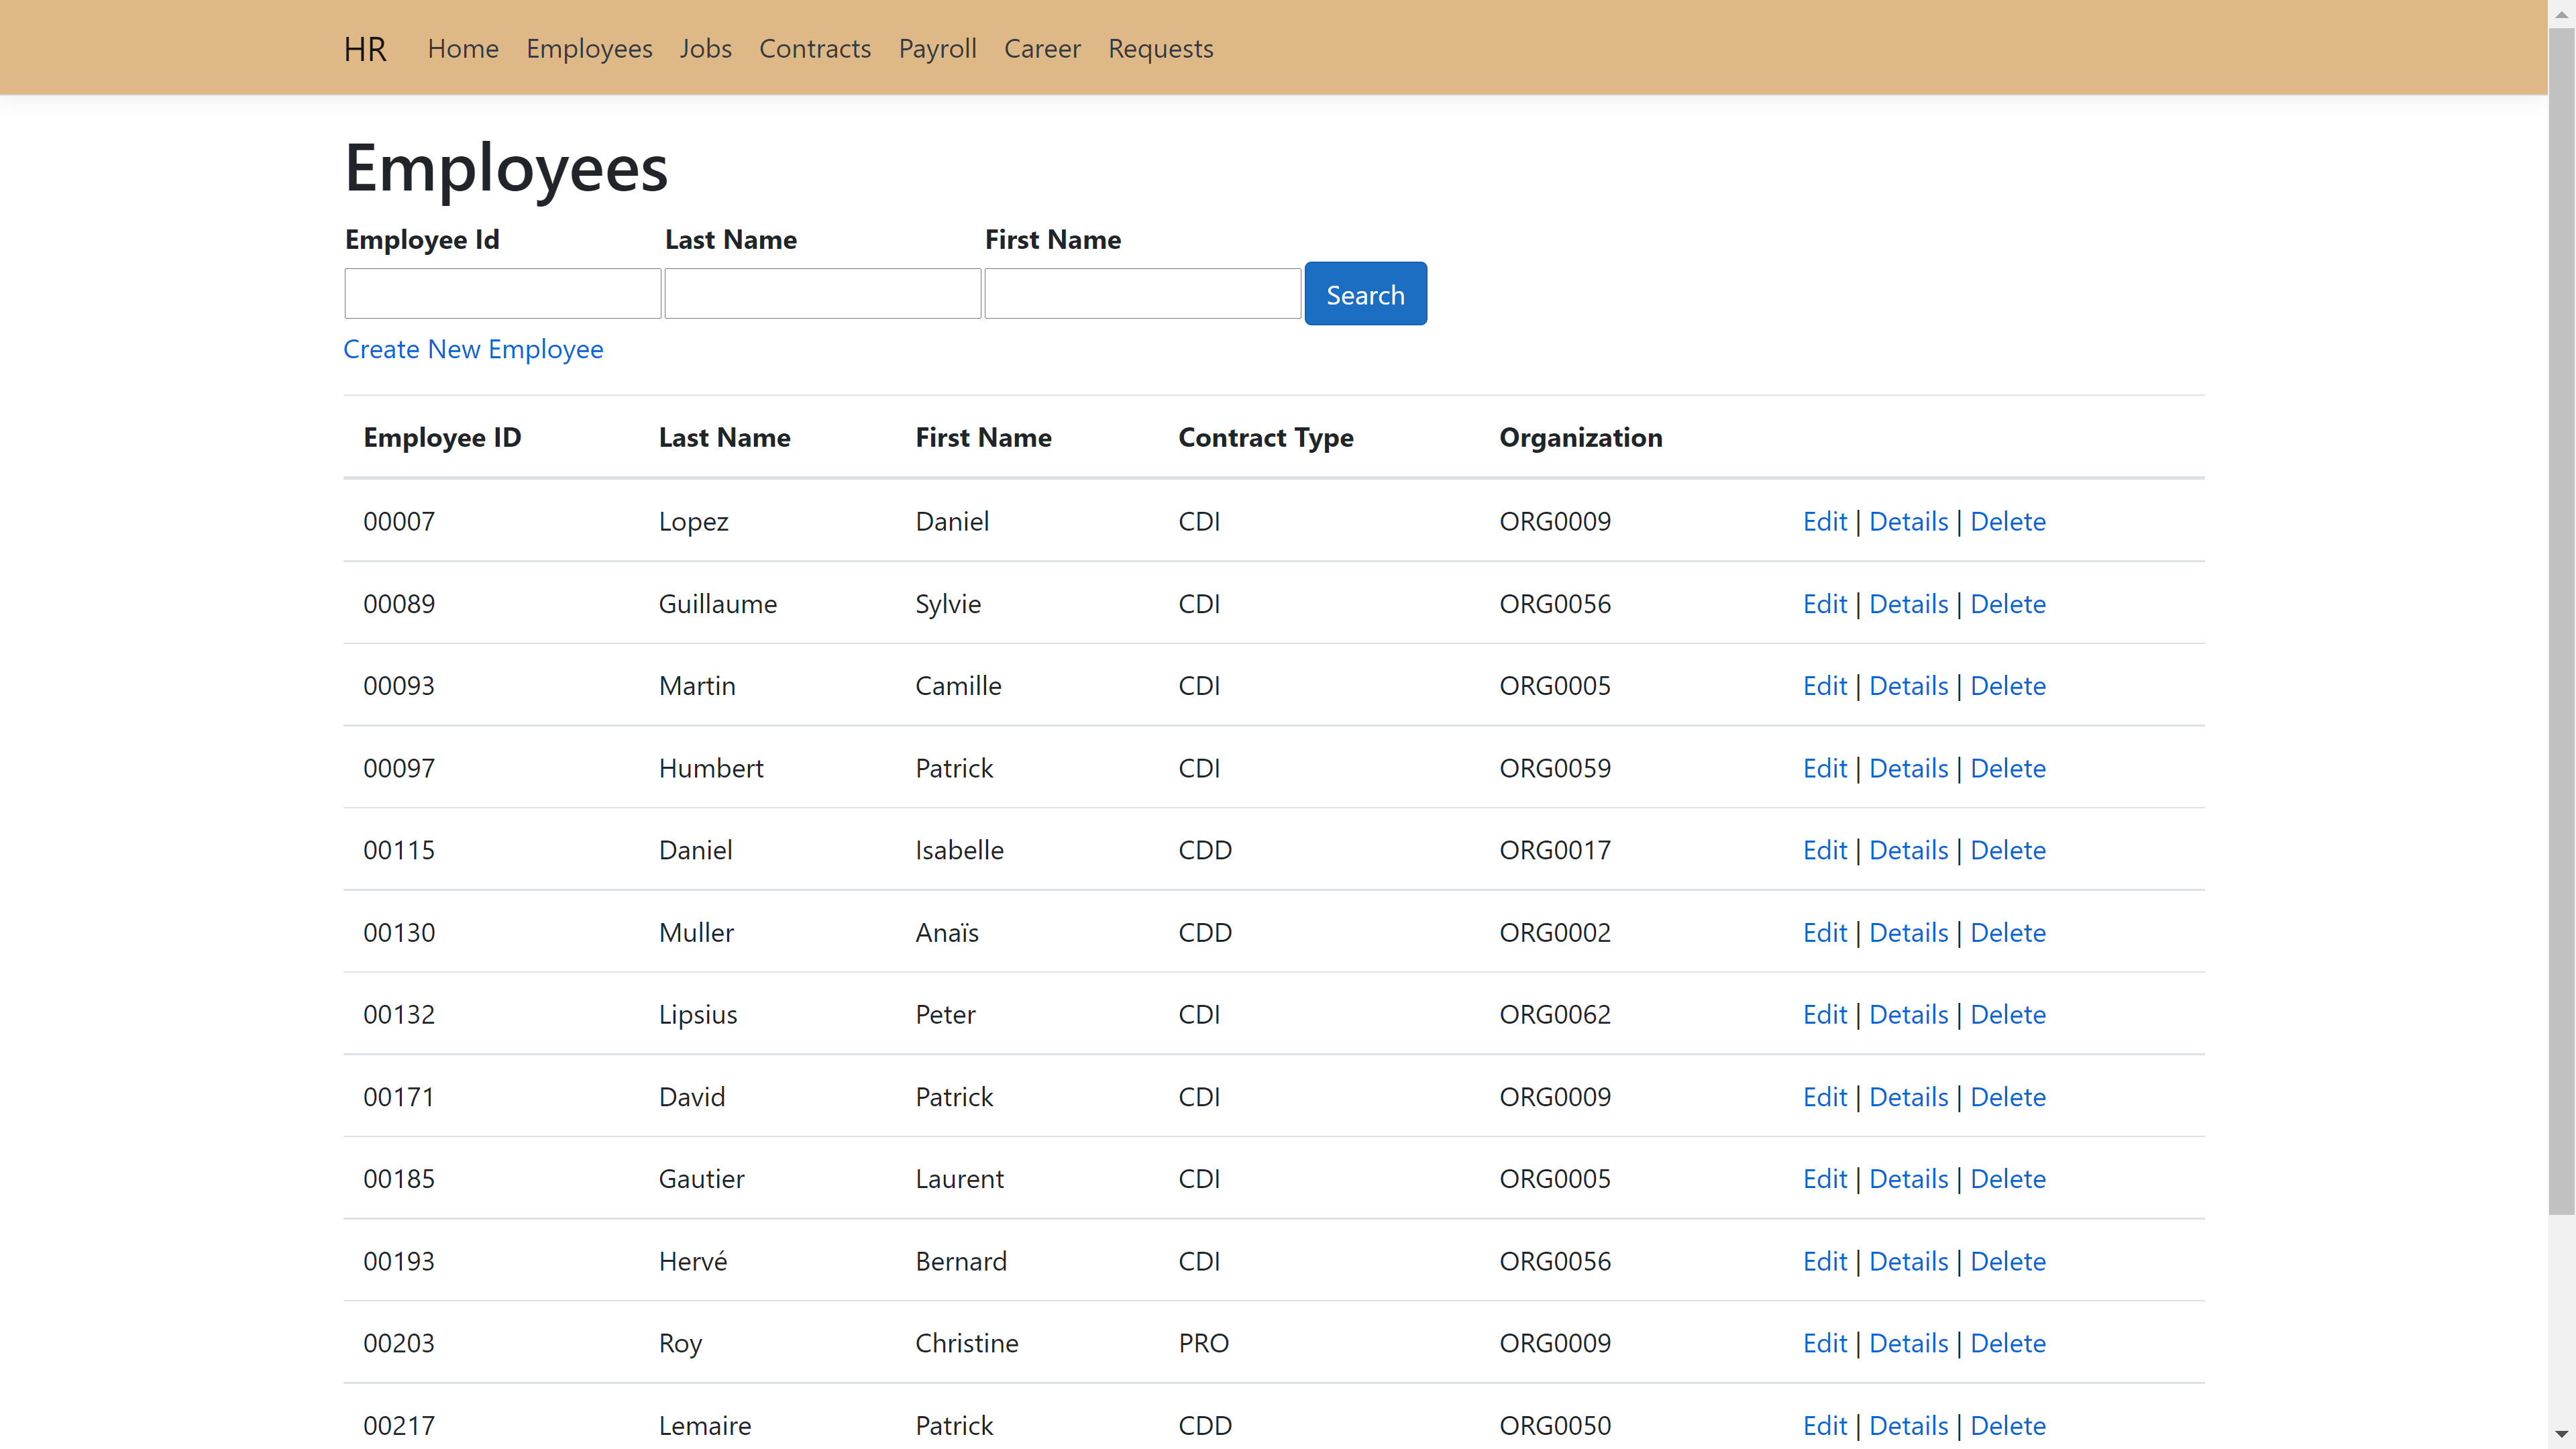 HR Home Employees Jobs Contracts Payroll Career Requests
Employees
Employee Id Last Name First Name
Search
Create New Employee
Employee ID Last Name First Name Contract Type Organization
00007 Lopez Daniel CDI ORG0009 Edit | Details | Delete
00089 Guillaume Sylvie CDI ORG0056 Edit | Details | Delete
00093 Martin Camille CDI ORG0005 Edit | Details | Delete
00097 Humbert Patrick CDI ORG0059 Edit | Details | Delete
00115 Daniel Isabelle CDD ORG0017 Edit | Details | Delete
00130 Muller Anaïs CDD ORG0002 Edit | Details | Delete
00132 Lipsius Peter CDI ORG0062 Edit | Details | Delete
00171 David Patrick CDI ORG0009 Edit | Details | Delete
00185 Gautier Laurent CDI ORG0005 Edit | Details | Delete
00193 Hervé Bernard CDI ORG0056 Edit | Details | Delete
00203 Roy Christine PRO ORG0009 Edit | Details | Delete
00217 Lemaire Patrick CDD ORG0050 Edit | Details | Delete